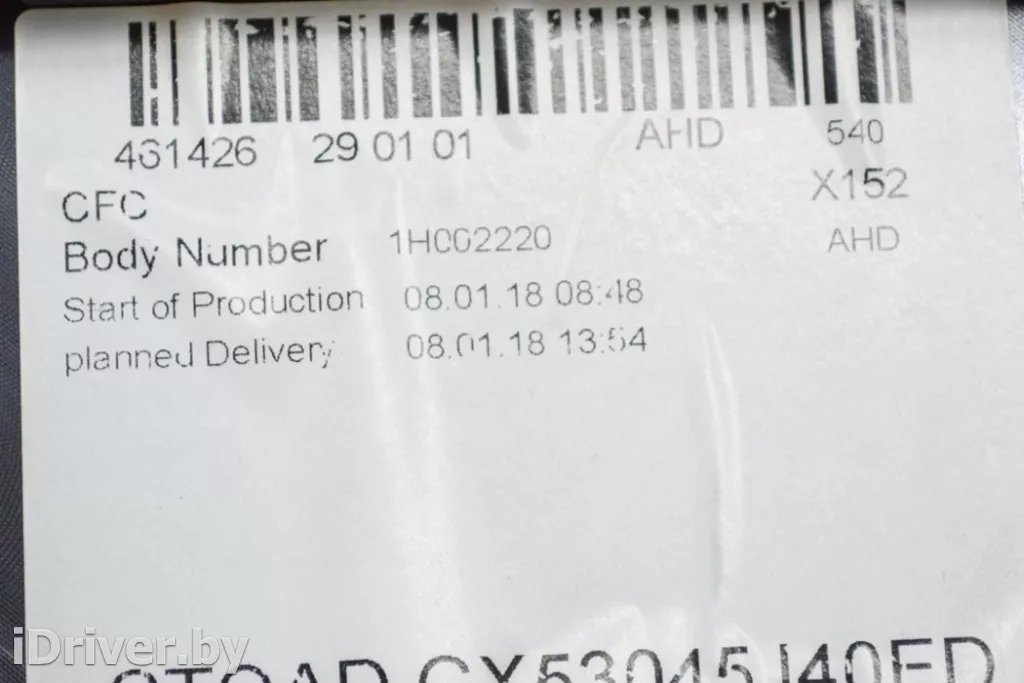 461426 29 01 01 AHD 540
CFC X152
Body Number 1H002220 AHD
Start of Production 08.01.18 08:48
planned Delivery 08.01.18 13:54
CX53045J40ED
iDriver.by